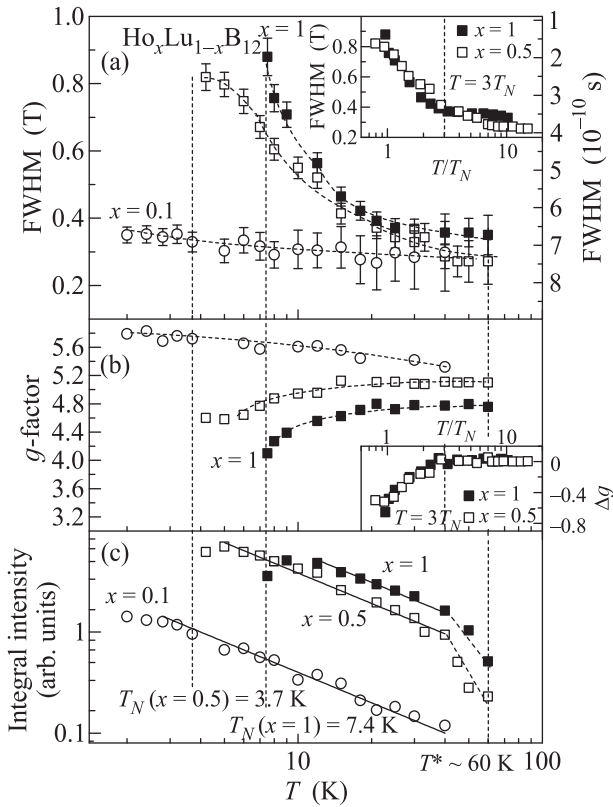 HoxLu1−xB12
x = 1
(a)
FWHM (T)
1.0
0.8
0.6
0.4
0.2
x = 0.1
FWHM (T)
0.8
0.6
0.4
0.2
x = 1
x = 0.5
T = 3TN
1
10
T/TN
1
2
3
4
5
6
7
8
FWHM (10−10 s)
(b)
g-factor
5.6
5.2
4.8
4.4
4.0
3.6
3.2
x = 1
T/TN
1
10
0
−0.4
−0.8
Δg
x = 1
x = 0.5
T = 3TN
(c)
Integral intensity
(arb. units)
1
0.1
x = 0.1
x = 1
x = 0.5
TN (x = 0.5) = 3.7 K
TN (x = 1) = 7.4 K
10
100
T* ~ 60 K
T (K)